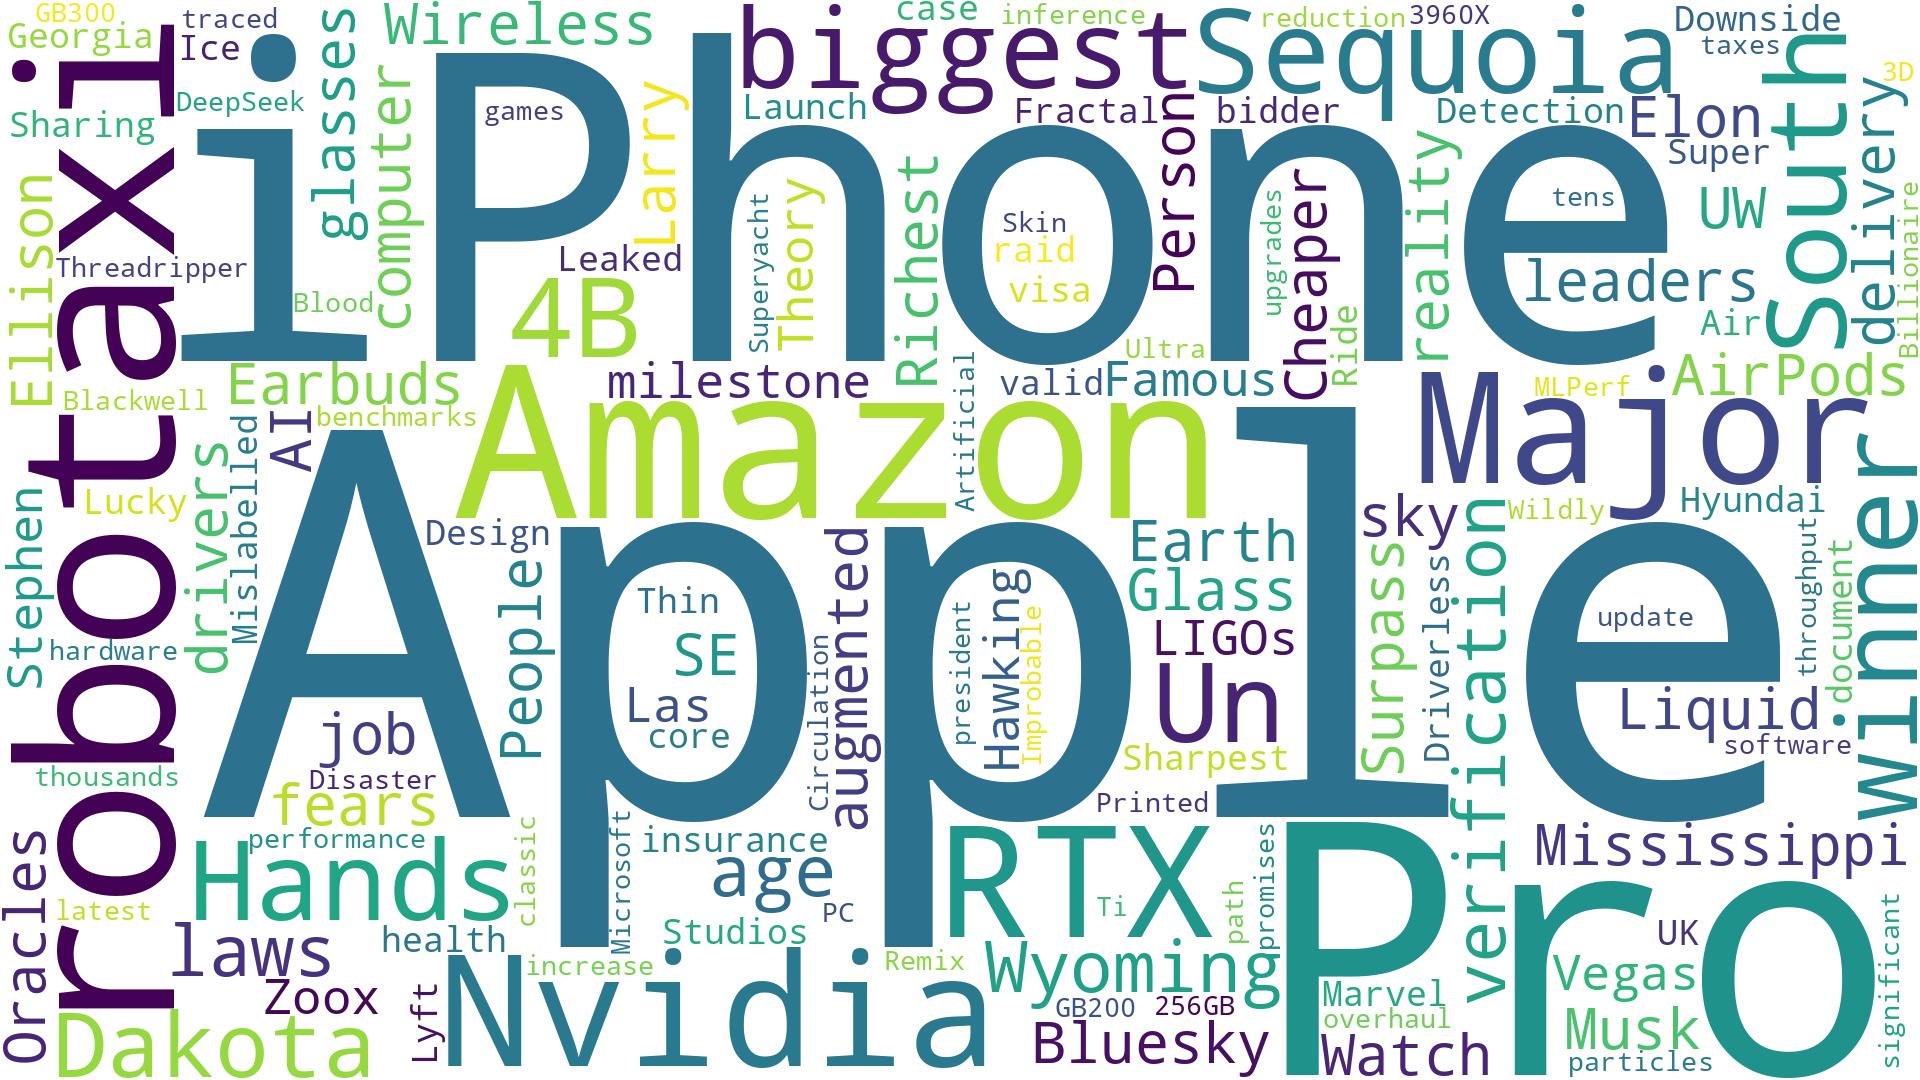 GB300
traced
Wireless
case
inference
biggest
Sequoia
reduction
3960X
Downside
Georgia
Ice
taxes
glasses
computer
3D
DeepSeek
games
Larry
Launch
Fractal
Person
bidder
Detection
Elon
South
delivery
Sharing
Super
robotaxi
iPhone
Ellison
Threadripper
Blood
Leaked
4B
Superyacht
Theory
Richest
Skin
raid
visa
upgrades
Cheaper
reality
tens
UW
leaders
Air
Billionaire
Ride
Ultra
Blackwell
Earbuds
milestone
valid
Famous
MLPerf
AirPods
benchmarks
AI
Amazon
Artificial
Major
winner
Lucky
drivers
Mislabelled
Stephen
Design
Apple
sky
Wildly
Hyundai
Earth
Glass
Surpass
Driverless
verification
throughput
document
People
Thin
SE
Las
core
Circulation
augmented
president
Hawking
Improbable
LIGOs
Un
Sharpest
update
Liquid
software
hardware
job
Disaster
fears
thousands
Printed
performance
Hands
classic
Microsoft
insurance
age
PC
Studios
RTX
Ti
path
promises
Pro
Mississippi
Oracles
latest
laws
health
increase
Remix
Wyoming
UK
Vegas
significant
Zoox
Lyft
Nvidia
GB200
256GB
Marvel
overhaul
Musk
Dakota
Bluesky
Watch
particles